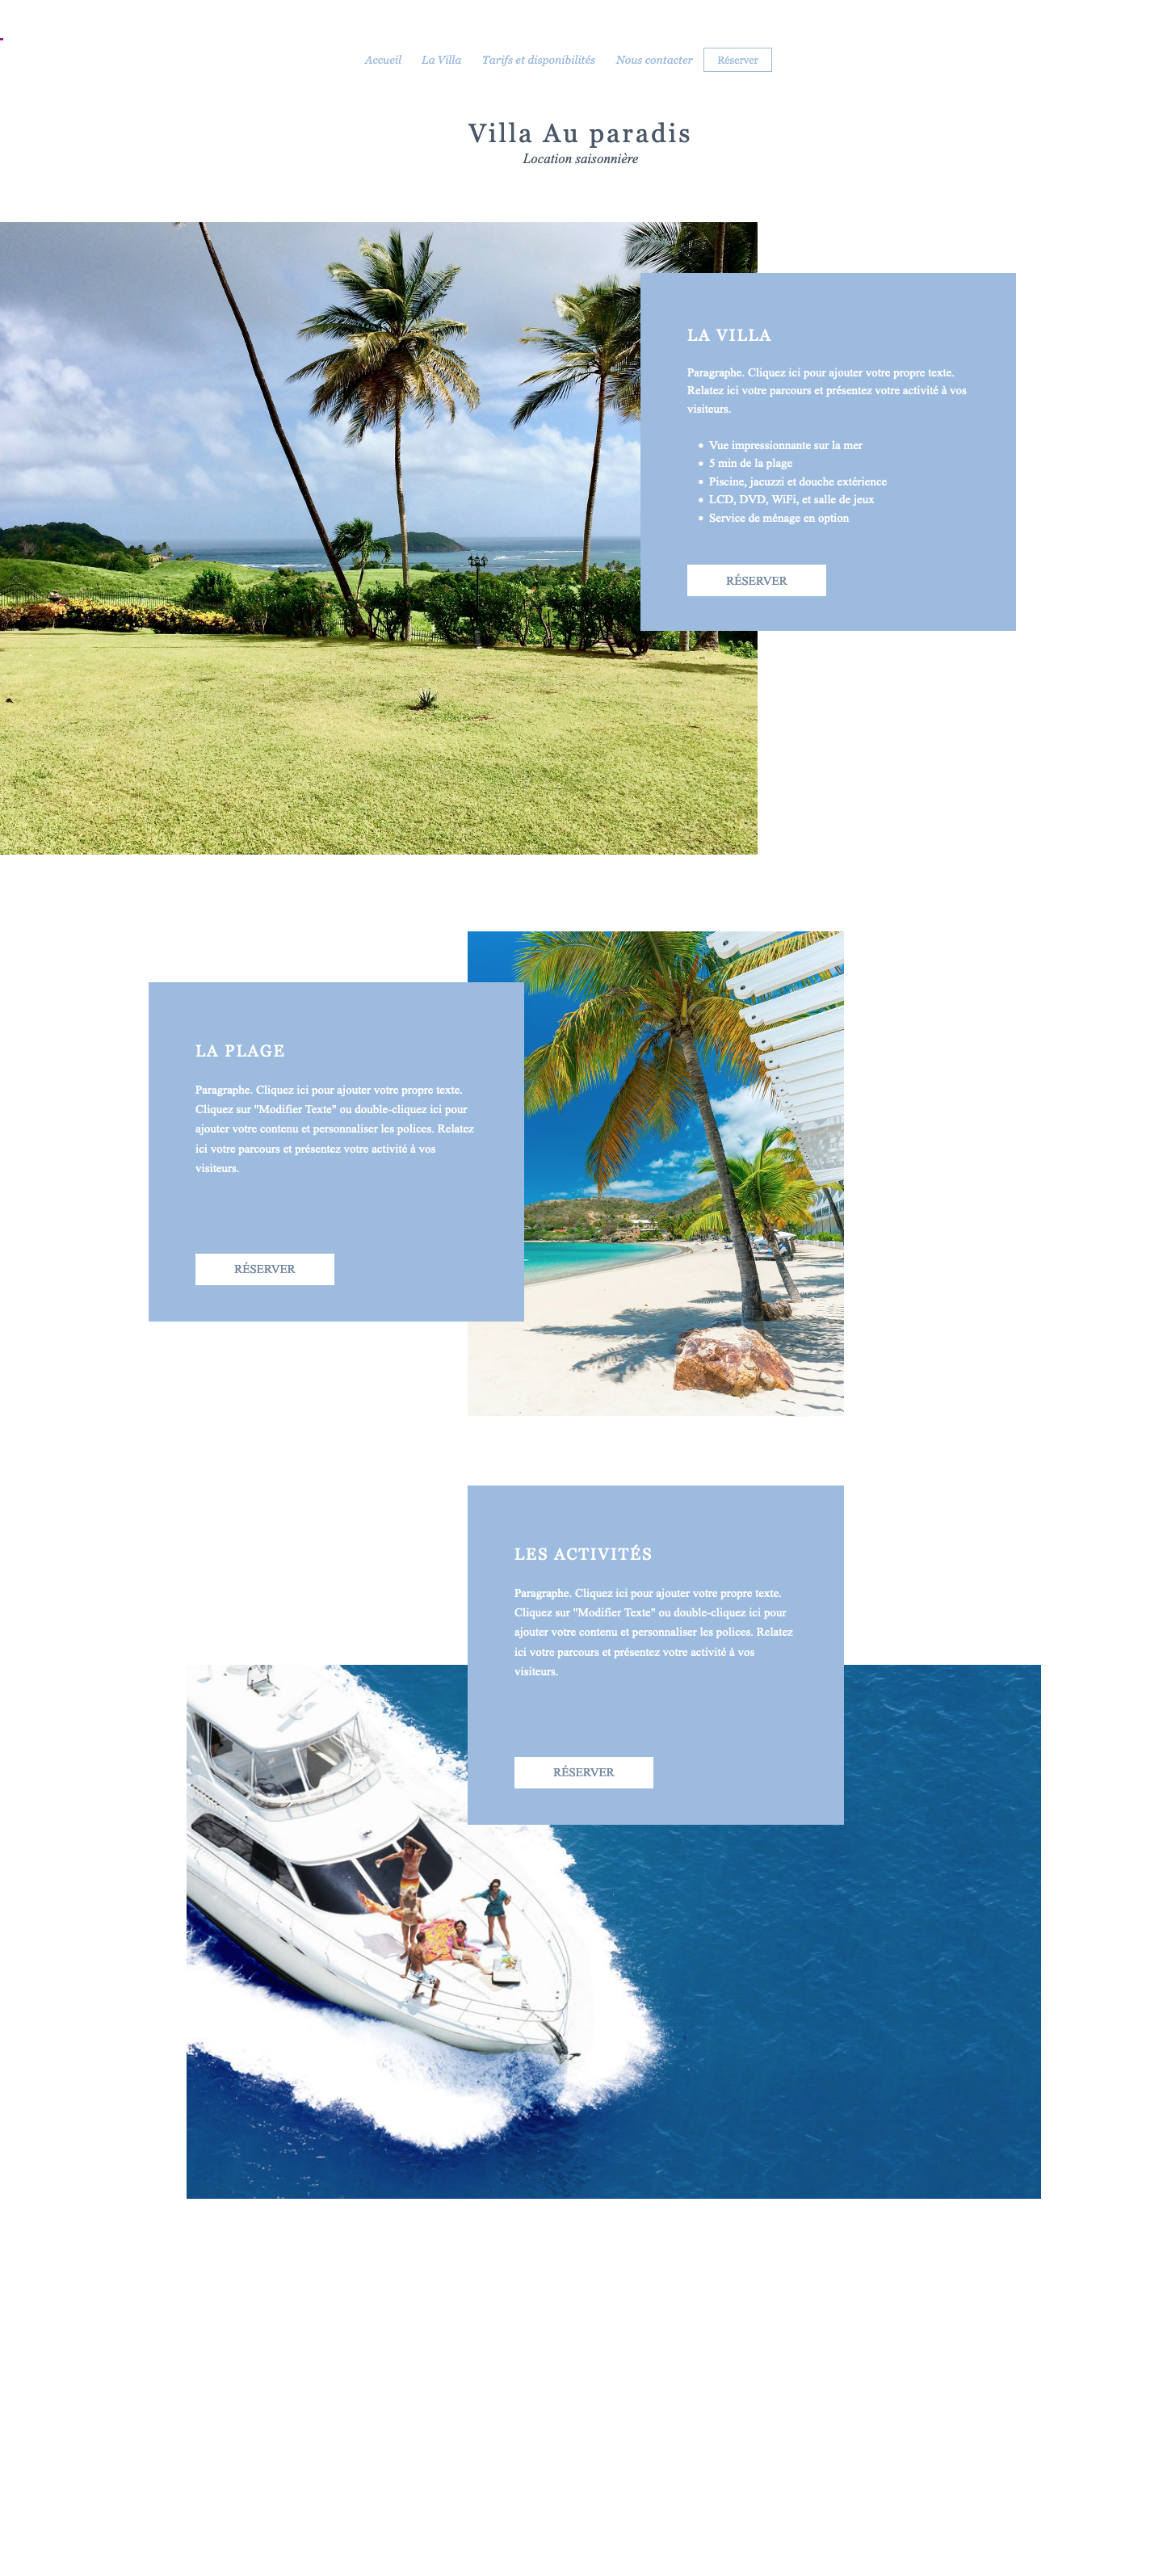 Accueil La Villa Tarifs et disponibilités Nous contacter Réserver
Villa Au paradis
Location saisonnière
LA VILLA
Paragraphe. Cliquez ici pour ajouter votre propre texte.
Relatez ici votre parcours et présentez votre activité à vos
visiteurs.
• Vue impressionnante sur la mer
• 5 min de la plage
• Piscine, jacuzzi et douche extérience
• LCD, DVD, WiFi, et salle de jeux
• Service de ménage en option
RÉSERVER
LA PLAGE
Paragraphe. Cliquez ici pour ajouter votre propre texte.
Cliquez sur "Modifier Texte" ou double-cliquez ici pour
ajouter votre contenu et personnaliser les polices. Relatez
ici votre parcours et présentez votre activité à vos
visiteurs.
RÉSERVER
LES ACTIVITÉS
Paragraphe. Cliquez ici pour ajouter votre propre texte.
Cliquez sur "Modifier Texte" ou double-cliquez ici pour
ajouter votre contenu et personnaliser les polices. Relatez
ici votre parcours et présentez votre activité à vos
visiteurs.
RÉSERVER